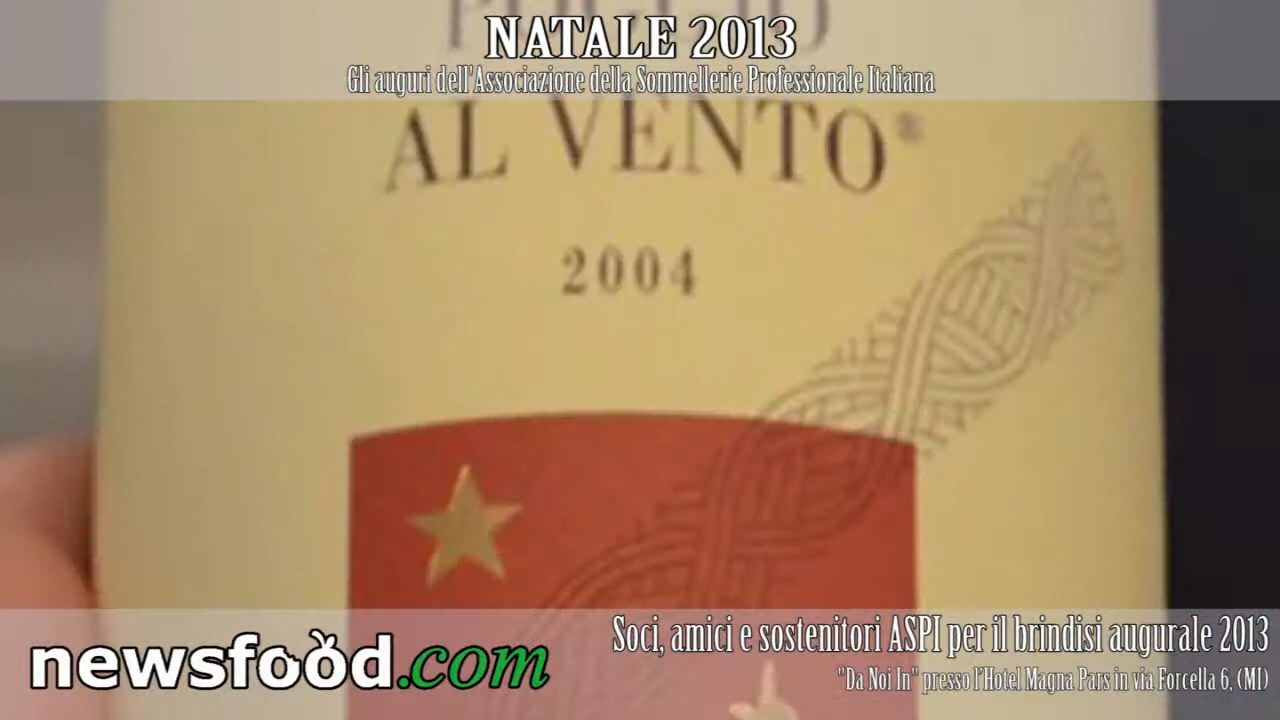 NATALE 2013
Gli auguri dell'Associazione della Sommellerie Professionale Italiana
POGGIO
AL VENTO®
2004
newsfood.com
Soci, amici e sostenitori ASPI per il brindisi augurale 2013
"Da Noi In" presso l'Hotel Magna Pars in via Forcella 6, (MI)